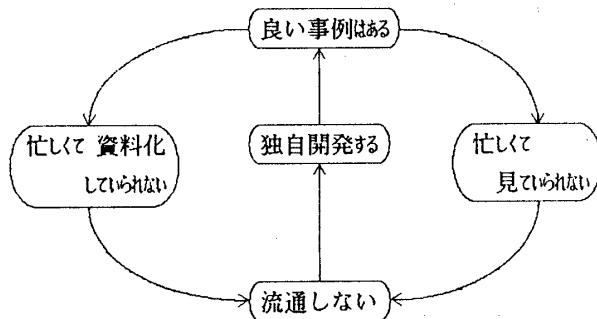 良い事例はある
忙しくて 資料化
していられない
独自開発する
忙しくて
見ていられない
流通しない